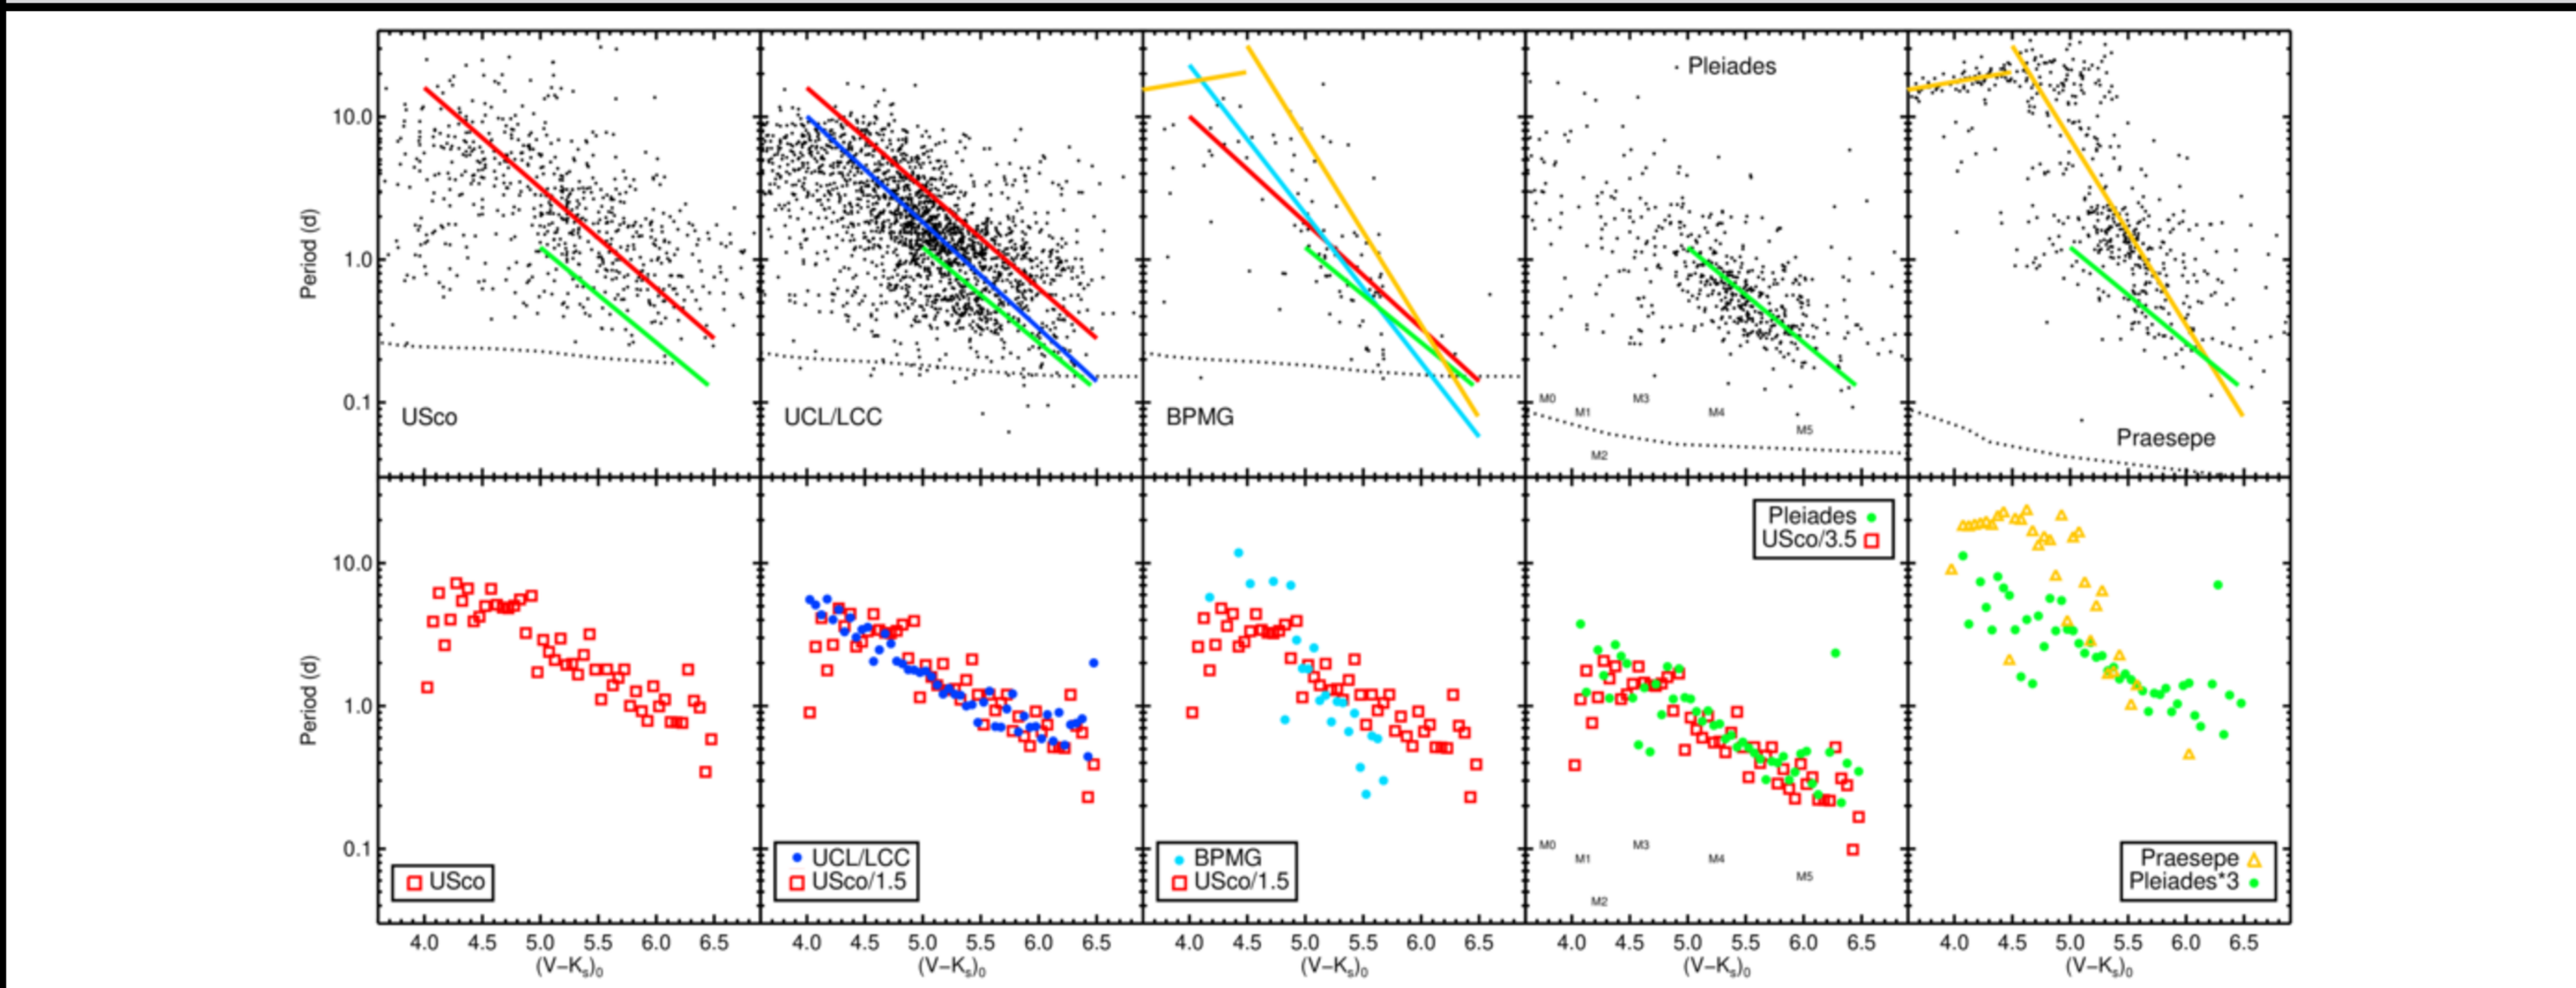 Pleiades
10.0
1.0
0.1
Period (d)
USco
UCL/LCC
BPMG
M0
M1
M2
M3
M4
M5
Praesepe
Pleiades
USco/3.5
10.0
1.0
0.1
Period (d)
USco
UCL/LCC
USco/1.5
BPMG
USco/1.5
M0
M1
M2
M3
M4
M5
Praesepe
Pleiades*3
4.0 4.5 5.0 5.5 6.0 6.5
4.0 4.5 5.0 5.5 6.0 6.5
4.0 4.5 5.0 5.5 6.0 6.5
4.0 4.5 5.0 5.5 6.0 6.5
4.0 4.5 5.0 5.5 6.0 6.5
(V−Kₛ)₀
(V−Kₛ)₀
(V−Kₛ)₀
(V−Kₛ)₀
(V−Kₛ)₀